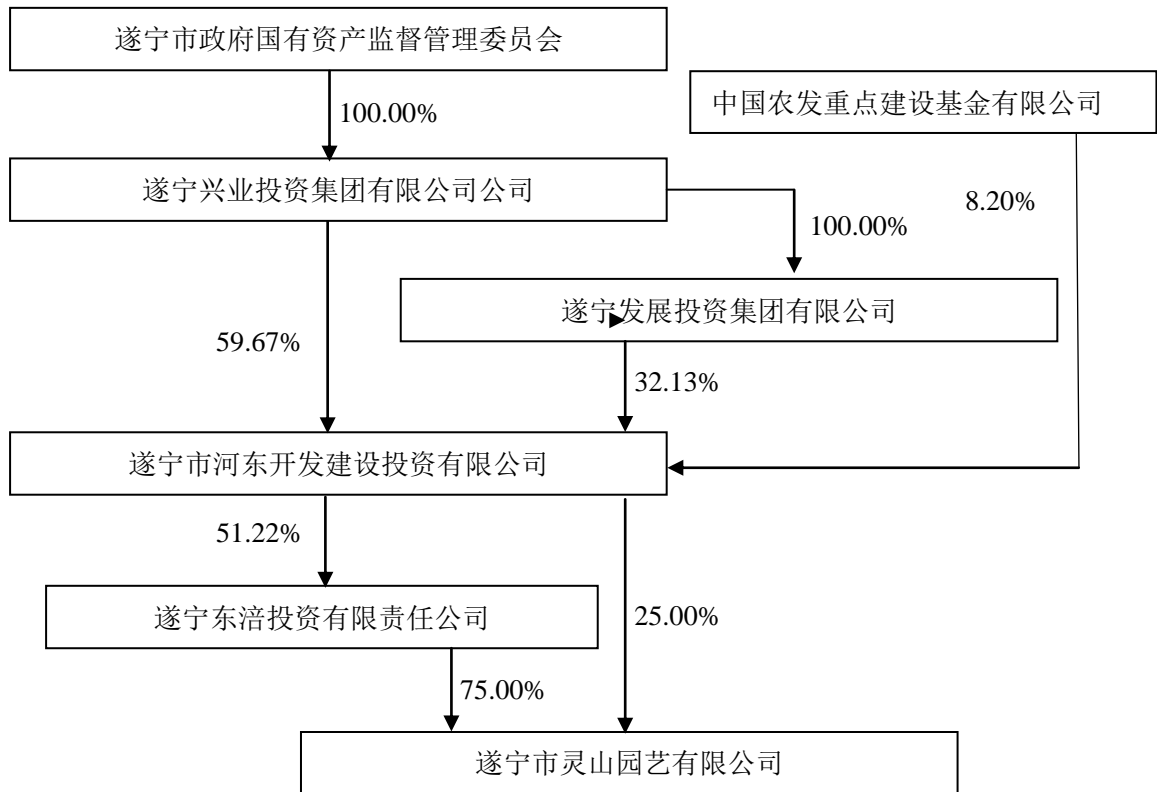 遂宁市政府国有资产监督管理委员会
中国农发重点建设基金有限公司
100.00%
遂宁兴业投资集团有限公司公司
8.20%
100.00%
遂宁发展投资集团有限公司
59.67%
32.13%
遂宁市河东开发建设投资有限公司
51.22%
遂宁东涪投资有限责任公司
25.00%
75.00%
遂宁市灵山园艺有限公司